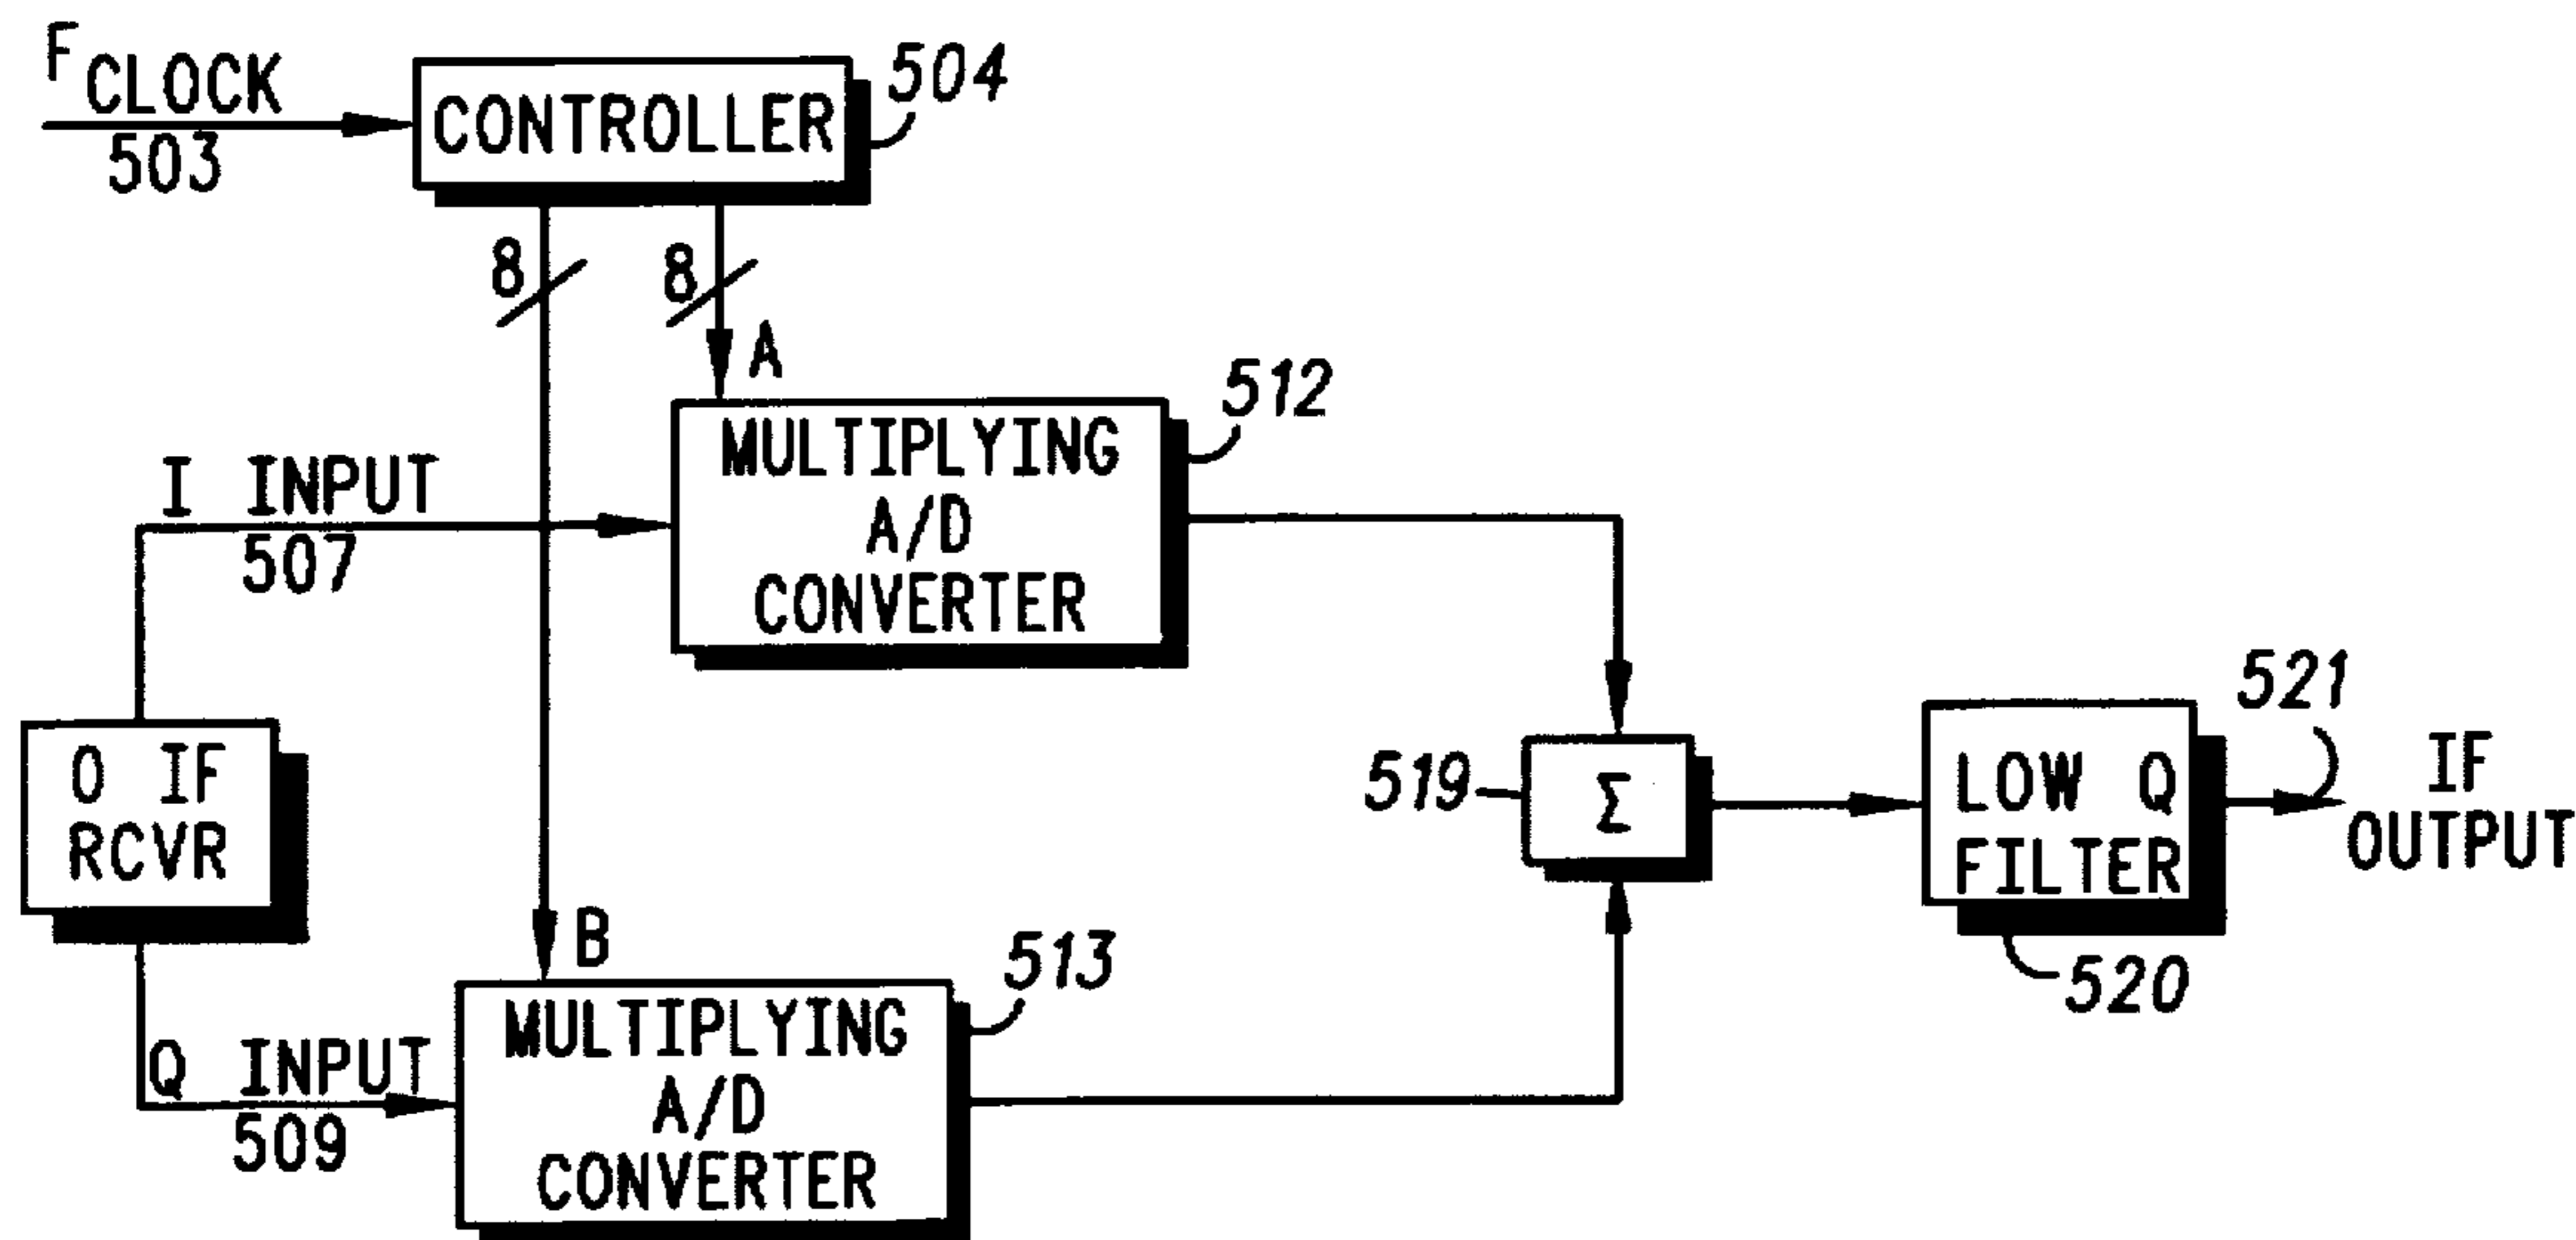 F CLOCK
503
CONTROLLER
504
8
8
A
MULTIPLYING
A/D
CONVERTER
512
I INPUT
507
O IF
RCVR
B
Q INPUT
509
MULTIPLYING
A/D
CONVERTER
513
519
Σ
LOW Q
FILTER
520
521
IF
OUTPUT